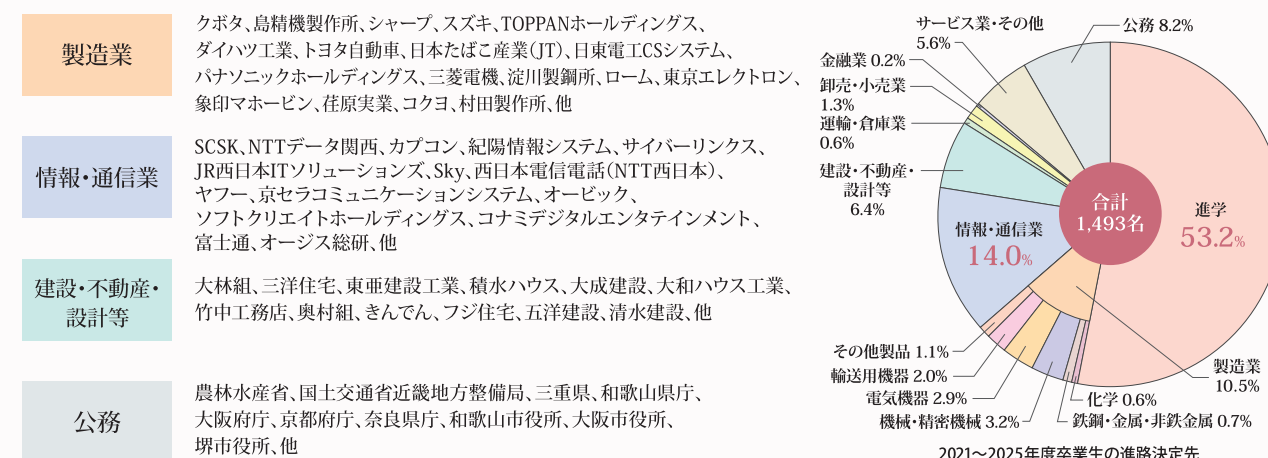 製造業
クボタ、島精機製作所、シャープ、スズキ、TOPPANホールディングス、
ダイハツ工業、トヨタ自動車、日本たばこ産業(JT)、日東電工CSシステム、
パナソニックホールディングス、三菱電機、淀川製鋼所、ローム、東京エレクトロン、
象印マホービン、荏原実業、コクヨ、村田製作所、他
情報・通信業
SCSK、NTTデータ関西、カプコン、紀陽情報システム、サイバーリンクス、
JR西日本ITソリューションズ、Sky、西日本電信電話(NTT西日本)、
ヤフー、京セラコミュニケーションシステム、オービック、
ソフトクリエイトホールディングス、コナミデジタルエンタテインメント、
富士通、オージス総研、他
建設・不動産・
設計等
大林組、三洋住宅、東亜建設工業、積水ハウス、大成建設、大和ハウス工業、
竹中工務店、奥村組、きんでん、フジ住宅、五洋建設、清水建設、他
公務
農林水産省、国土交通省近畿地方整備局、三重県、和歌山県庁、
大阪府庁、京都府庁、奈良県庁、和歌山市役所、大阪市役所、
堺市役所、他
サービス業・その他
5.6%
公務 8.2%
金融業 0.2%
卸売・小売業
1.3%
運輸・倉庫業
0.6%
建設・不動産・
設計等
6.4%
情報・通信業
14.0%
合計
1,493名
進学
53.2%
その他製品 1.1%
輸送用機器 2.0%
電気機器 2.9%
機械・精密機械 3.2%
製造業
10.5%
化学 0.6%
鉄鋼・金属・非鉄金属 0.7%
2021～2025年度卒業生の進路決定先